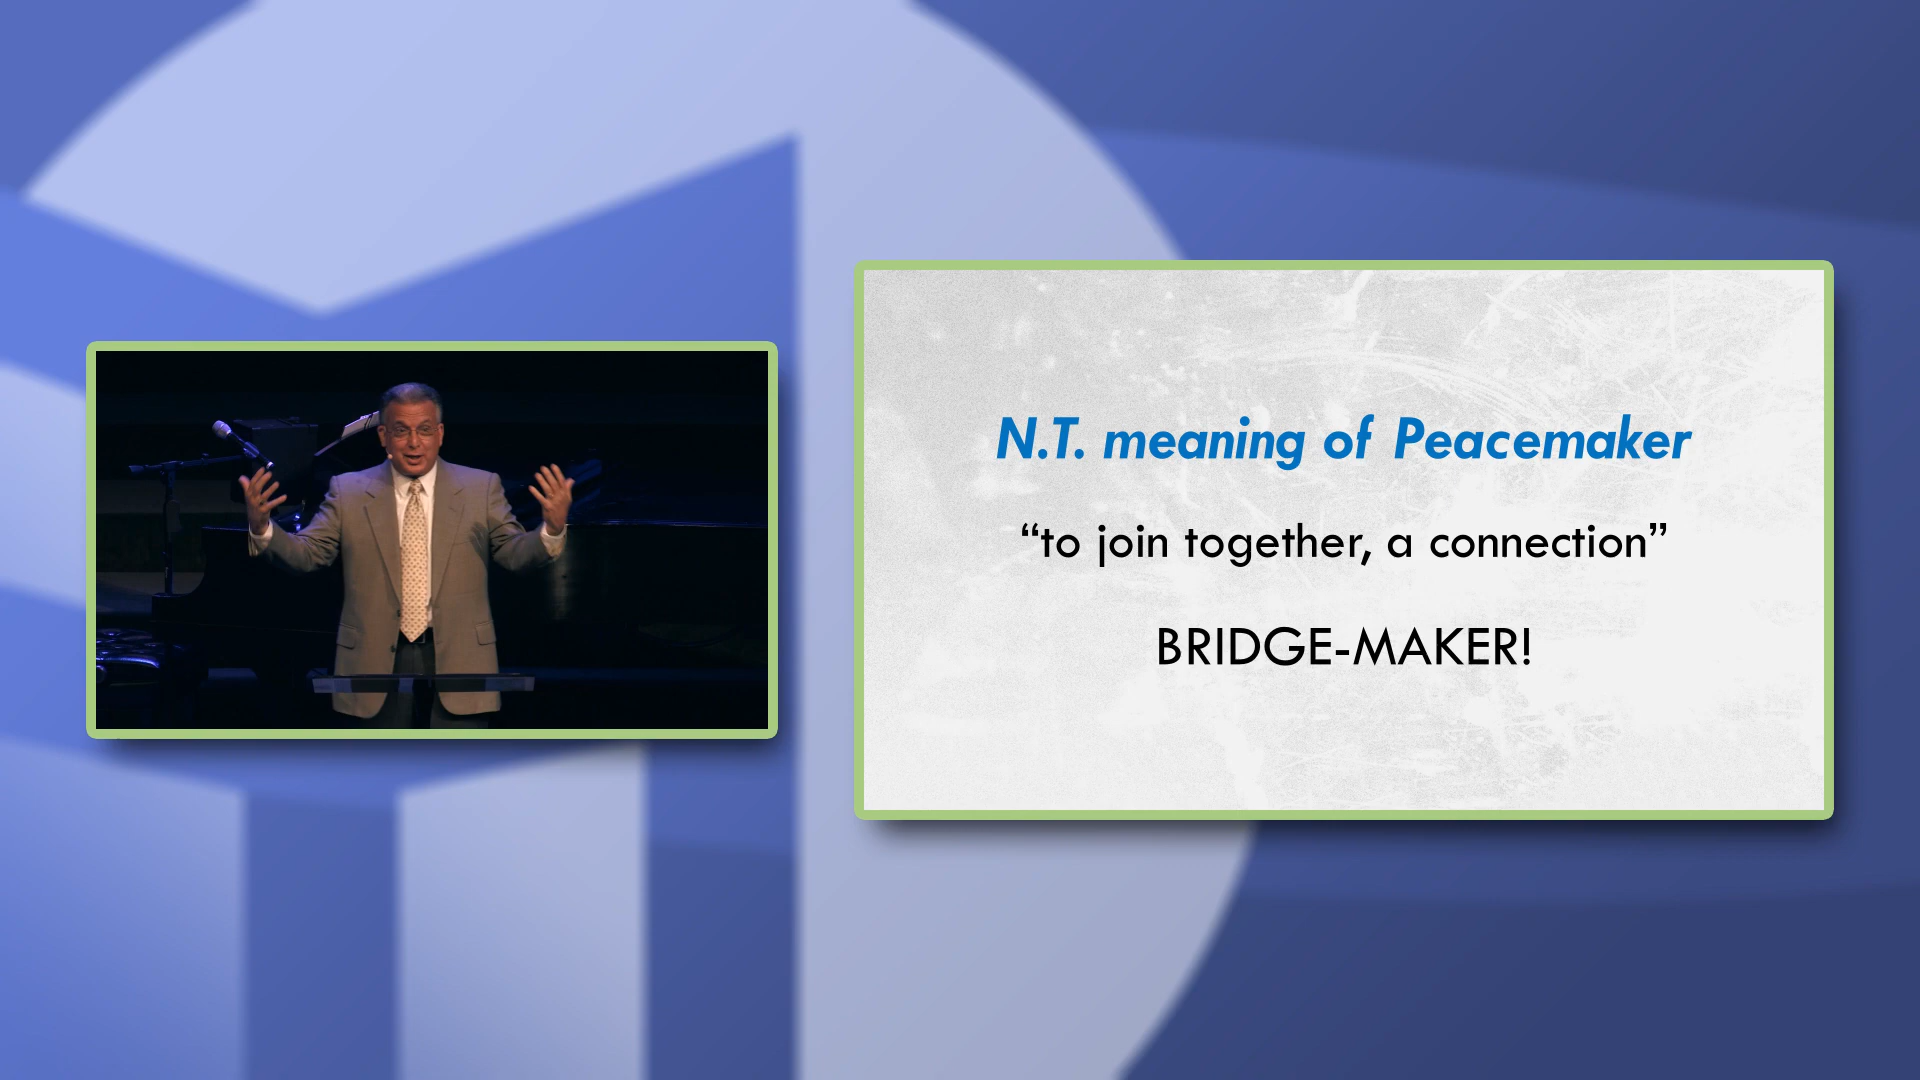 N.T. meaning of Peacemaker
“to join together, a connection”
BRIDGE-MAKER!